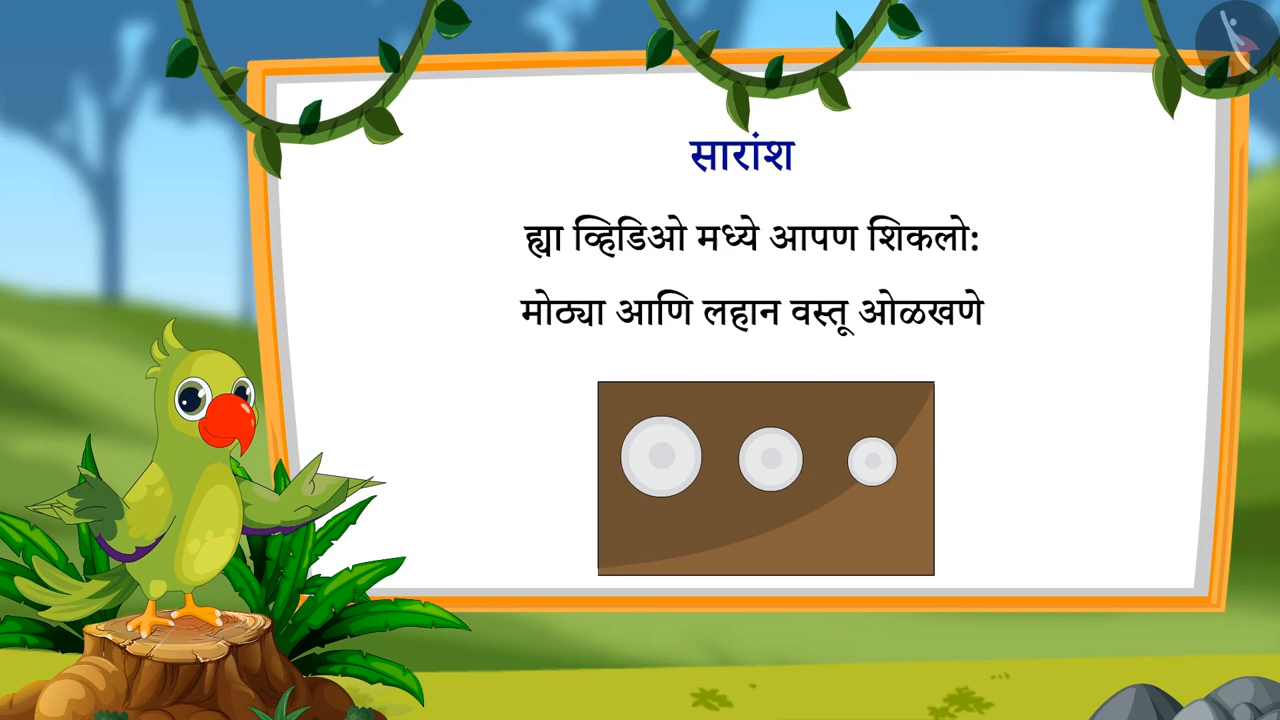 सारांश
ह्या व्हिडिओ मध्ये आपण शिकलो:
मोठ्या आणि लहान वस्तू ओळखणे